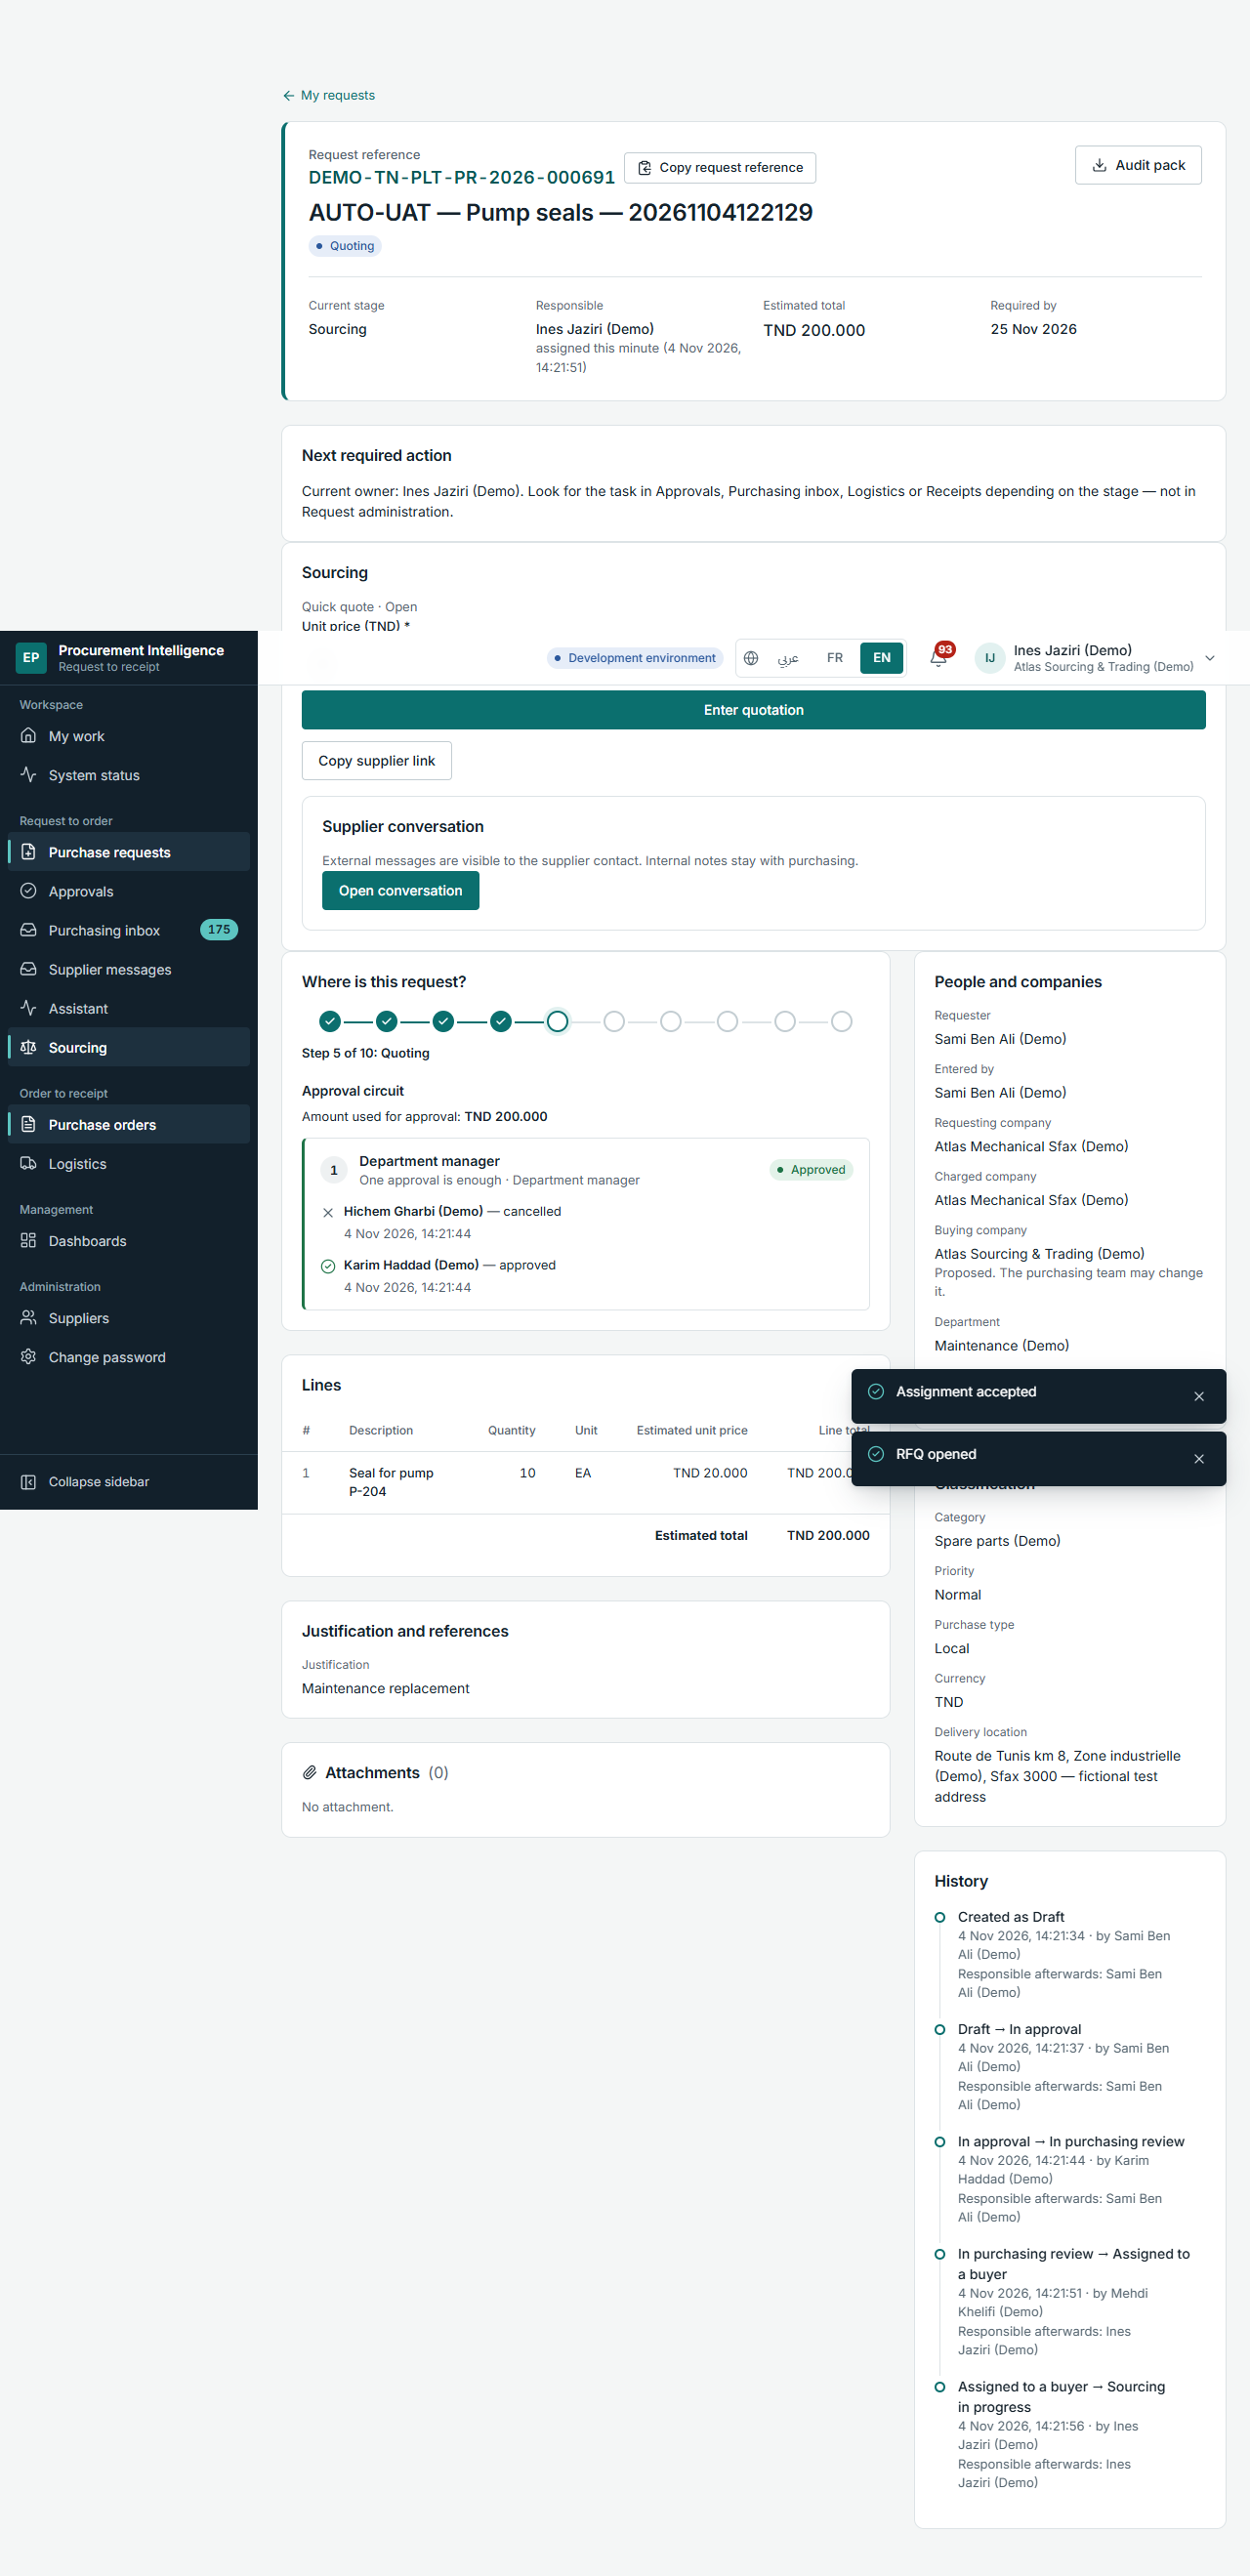 My requests
Request reference
DEMO-TN-PLT-PR-2026-000691
Copy request reference
Audit pack
AUTO-UAT — Pump seals — 20261104122129
Quoting
Current stage
Sourcing
Responsible
Ines Jaziri (Demo)
assigned this minute (4 Nov 2026,
14:21:51)
Estimated total
TND 200.000
Required by
25 Nov 2026
Next required action
Current owner: Ines Jaziri (Demo). Look for the task in Approvals, Purchasing inbox, Logistics or Receipts depending on the stage — not in
Request administration.
Sourcing
Quick quote · Open
Unit price (TND) *
EP
Procurement Intelligence
Request to receipt
Development environment
عربي
FR
EN
93
IJ
Ines Jaziri (Demo)
Atlas Sourcing & Trading (Demo)
Workspace
My work
System status
Request to order
Purchase requests
Approvals
Purchasing inbox
175
Supplier messages
Assistant
Sourcing
Order to receipt
Purchase orders
Logistics
Management
Dashboards
Administration
Suppliers
Change password
Collapse sidebar
Enter quotation
Copy supplier link
Supplier conversation
External messages are visible to the supplier contact. Internal notes stay with purchasing.
Open conversation
Where is this request?
Step 5 of 10: Quoting
Approval circuit
Amount used for approval: TND 200.000
1
Department manager
One approval is enough · Department manager
Approved
Hichem Gharbi (Demo) — cancelled
4 Nov 2026, 14:21:44
Karim Haddad (Demo) — approved
4 Nov 2026, 14:21:44
Lines
# Description Quantity Unit Estimated unit price Line total
1 Seal for pump 10 EA TND 20.000 TND 200.0
P-204
Estimated total TND 200.000
Justification and references
Justification
Maintenance replacement
Attachments (0)
No attachment.
People and companies
Requester
Sami Ben Ali (Demo)
Entered by
Sami Ben Ali (Demo)
Requesting company
Atlas Mechanical Sfax (Demo)
Charged company
Atlas Mechanical Sfax (Demo)
Buying company
Atlas Sourcing & Trading (Demo)
Proposed. The purchasing team may change
it.
Department
Maintenance (Demo)
Assignment accepted
RFQ opened
Classification
Category
Spare parts (Demo)
Priority
Normal
Purchase type
Local
Currency
TND
Delivery location
Route de Tunis km 8, Zone industrielle
(Demo), Sfax 3000 — fictional test
address
History
Created as Draft
4 Nov 2026, 14:21:34 · by Sami Ben
Ali (Demo)
Responsible afterwards: Sami Ben
Ali (Demo)
Draft → In approval
4 Nov 2026, 14:21:37 · by Sami Ben
Ali (Demo)
Responsible afterwards: Sami Ben
Ali (Demo)
In approval → In purchasing review
4 Nov 2026, 14:21:44 · by Karim
Haddad (Demo)
Responsible afterwards: Sami Ben
Ali (Demo)
In purchasing review → Assigned to
a buyer
4 Nov 2026, 14:21:51 · by Mehdi
Khelifi (Demo)
Responsible afterwards: Ines
Jaziri (Demo)
Assigned to a buyer → Sourcing
in progress
4 Nov 2026, 14:21:56 · by Ines
Jaziri (Demo)
Responsible afterwards: Ines
Jaziri (Demo)